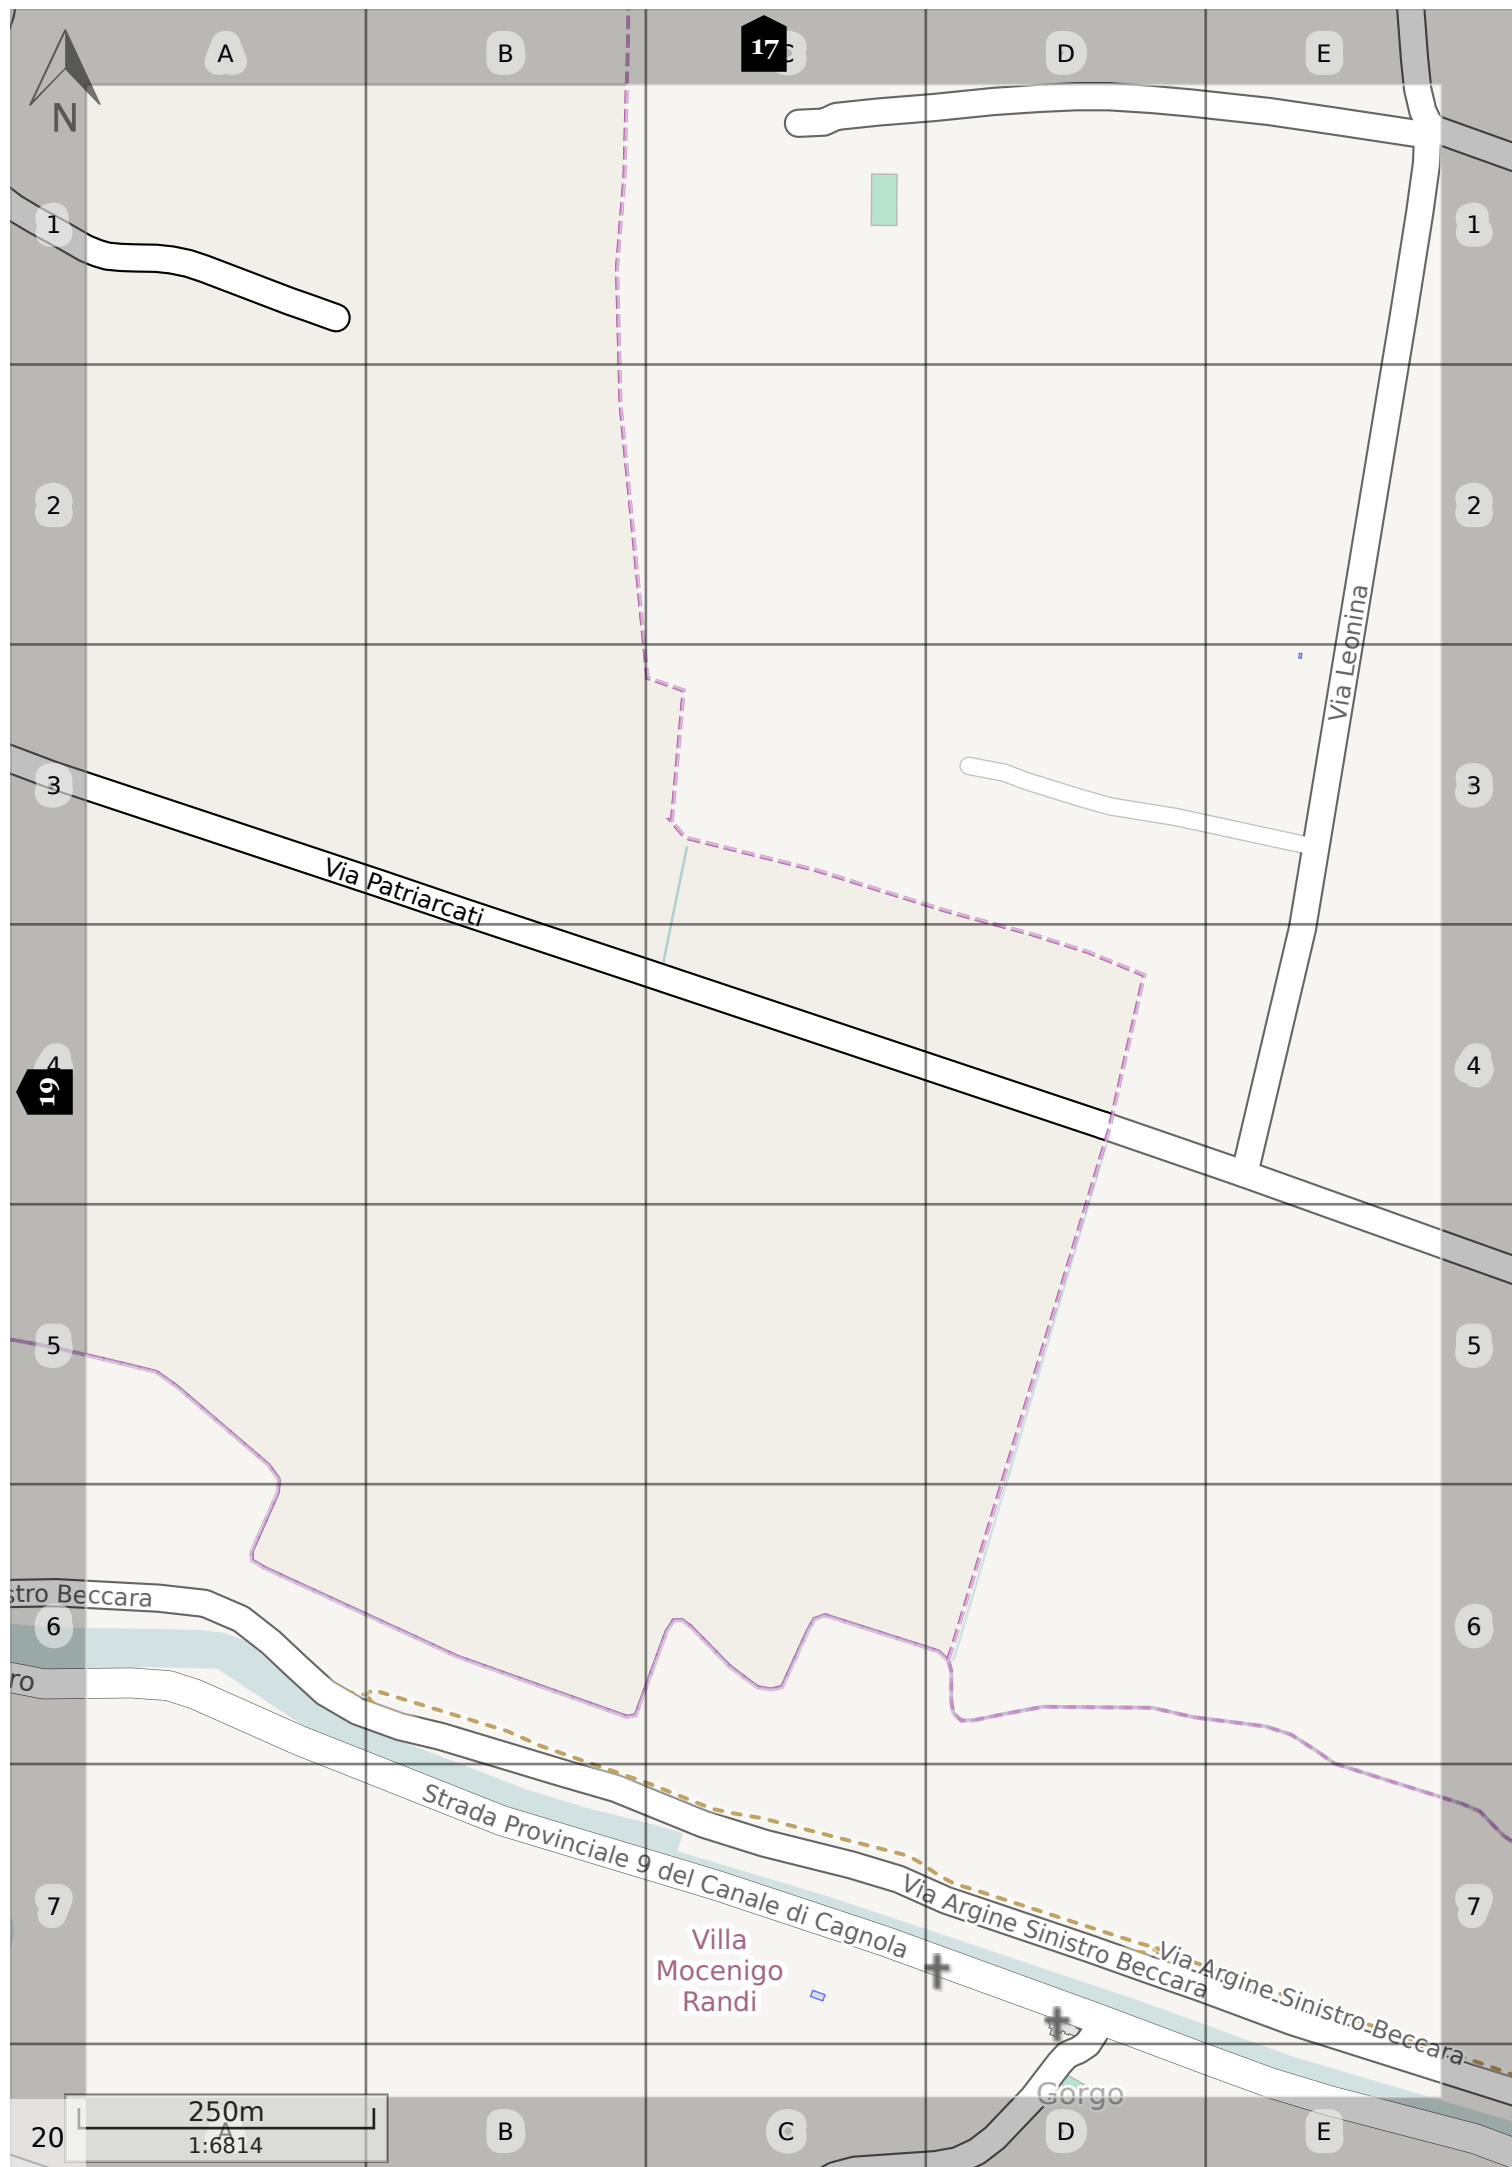 A
B
17
C
D
E
N
1
1
2
2
Via Leonina
3
3
Via Patriarcati
4
4
19
5
5
stro Beccara
6
6
ro
Strada Provinciale 9 del Canale di Cagnola
7
7
Via Argine Sinistro Beccara
Via Argine Sinistro Beccara
Villa
Mocenigo
Randi
Gorgo
250m
1:6814
20
A
B
C
D
E